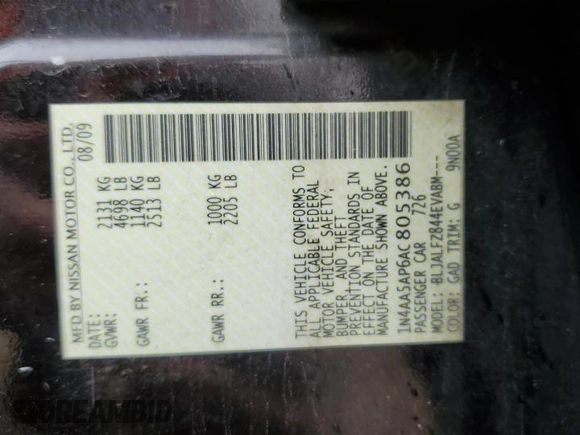 MFD BY NISSAN MOTOR CO., LTD.
DATE: 08/09
GVWR: 2131 KG
4698 LB
GAWR FR: 1140 KG
2513 LB
GAWR RR: 1000 KG
2205 LB
THIS VEHICLE CONFORMS TO
ALL APPLICABLE FEDERAL
MOTOR VEHICLE SAFETY,
BUMPER, AND THEFT
PREVENTION STANDARDS IN
EFFECT ON THE DATE OF
MANUFACTURE SHOWN ABOVE.
1N4AA5AP6AC805386
PASSENGER CAR 726
MODEL: BL1ALFZ844EVABM---
COLOR: GAD TRIM: G 9N00A
DREAMBID